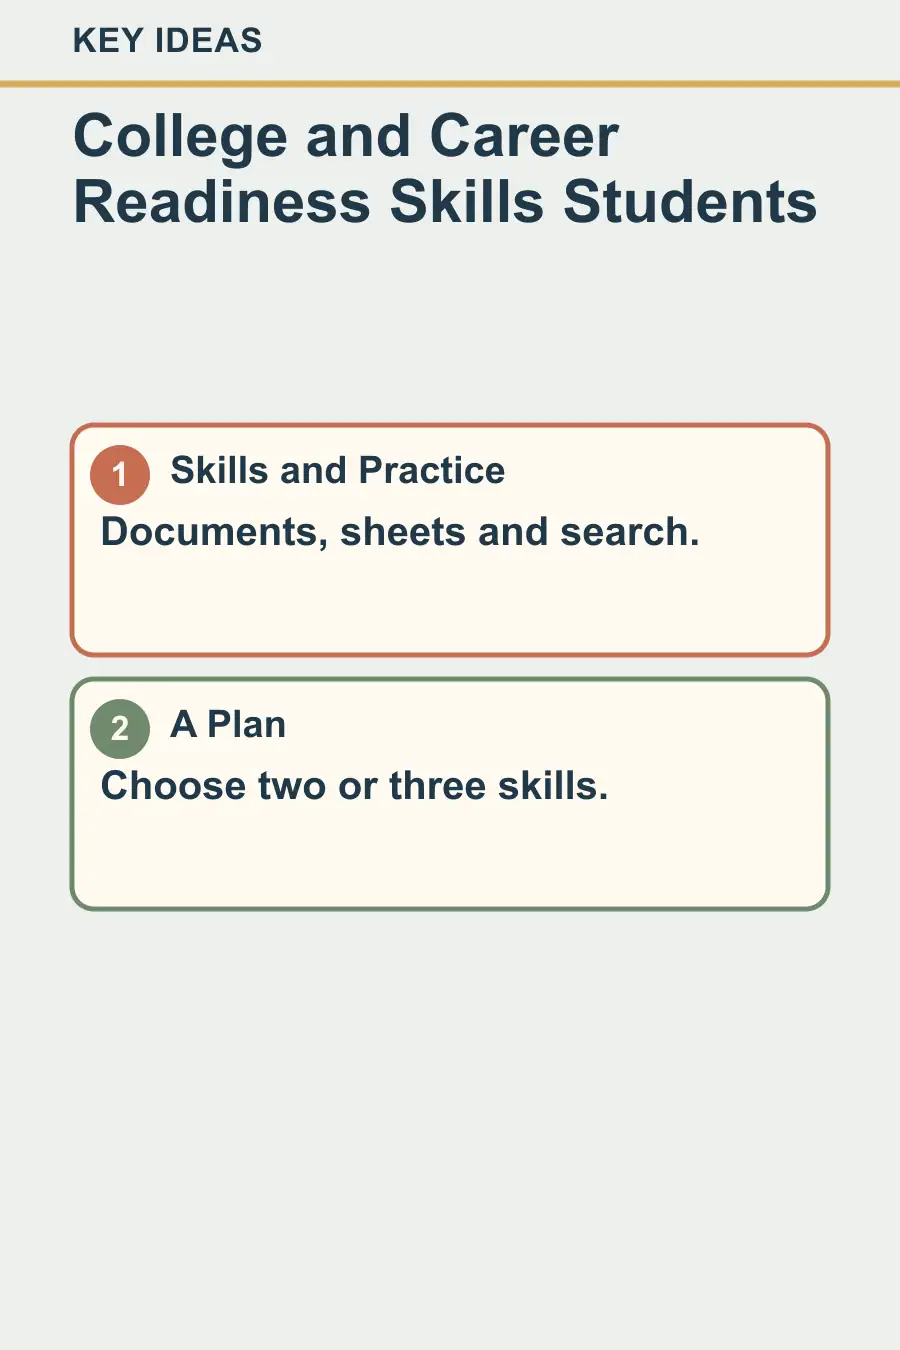 KEY IDEAS
College and Career
Readiness Skills Students
1 Skills and Practice
Documents, sheets and search.
2 A Plan
Choose two or three skills.